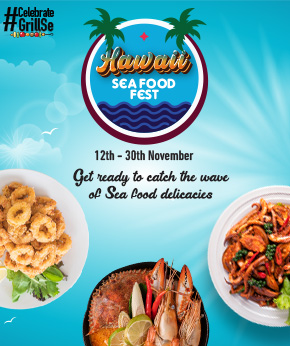 #Celebrate
GrillSe
Hawaii
SEA FOOD
FEST
12th - 30th November
Get ready to catch the wave
of Sea food delicacies